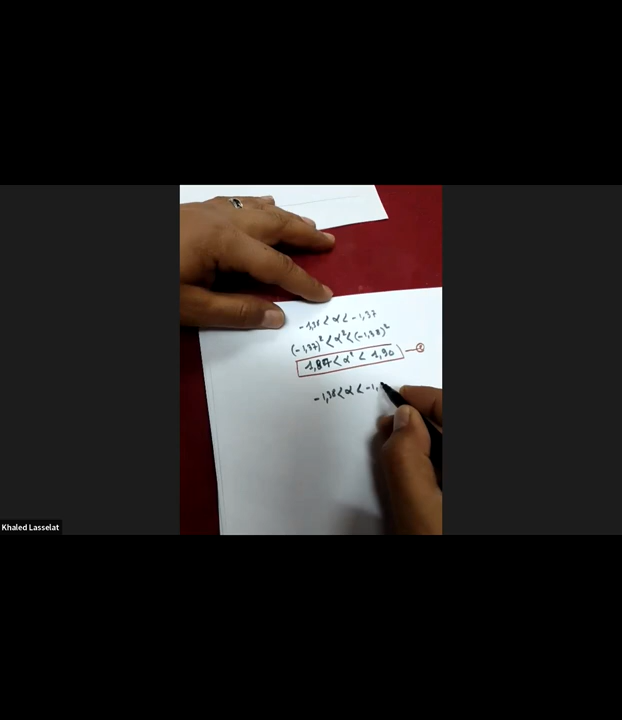 -1,38 < α < -1,37
(-1,37)² < α² < (-1,38)²
1,87 < α² < 1,90
-1,38 < α < -1,
Khaled Lasselat